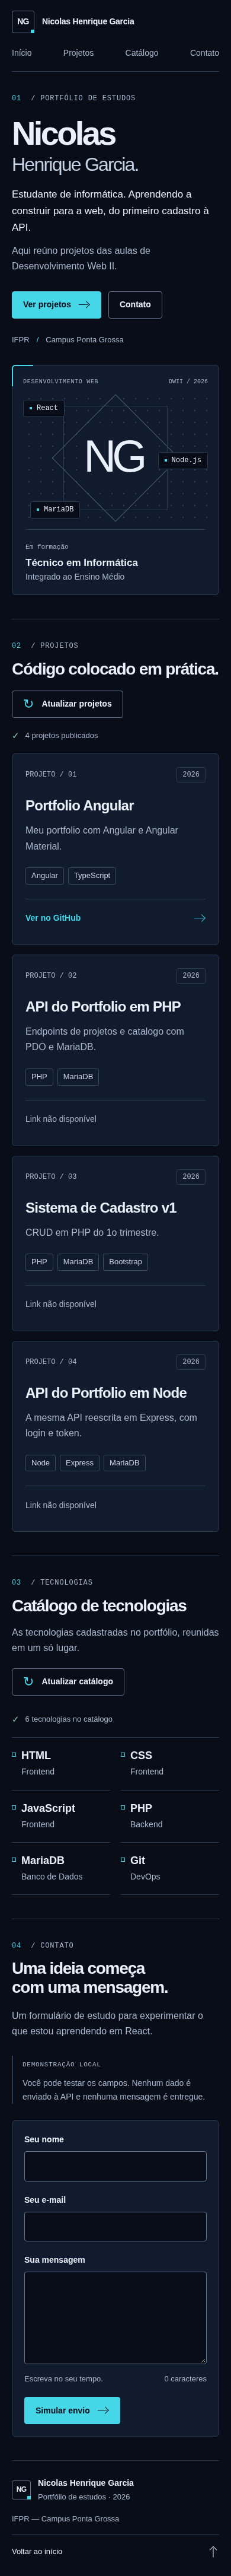 NG Nicolas Henrique Garcia
Início Projetos Catálogo Contato
01 / PORTFÓLIO DE ESTUDOS
Nicolas
Henrique Garcia.
Estudante de informática. Aprendendo a
construir para a web, do primeiro cadastro à
API.
Aqui reúno projetos das aulas de
Desenvolvimento Web II.
Ver projetos → Contato
IFPR / Campus Ponta Grossa
DESENVOLVIMENTO WEB DWII / 2026
React
NG
Node.js
MariaDB
Em formação
Técnico em Informática
Integrado ao Ensino Médio
02 / PROJETOS
Código colocado em prática.
↻ Atualizar projetos
✓ 4 projetos publicados
PROJETO / 01 2026
Portfolio Angular
Meu portfolio com Angular e Angular
Material.
Angular TypeScript
Ver no GitHub →
PROJETO / 02 2026
API do Portfolio em PHP
Endpoints de projetos e catalogo com
PDO e MariaDB.
PHP MariaDB
Link não disponível
PROJETO / 03 2026
Sistema de Cadastro v1
CRUD em PHP do 1o trimestre.
PHP MariaDB Bootstrap
Link não disponível
PROJETO / 04 2026
API do Portfolio em Node
A mesma API reescrita em Express, com
login e token.
Node Express MariaDB
Link não disponível
03 / TECNOLOGIAS
Catálogo de tecnologias
As tecnologias cadastradas no portfólio, reunidas
em um só lugar.
↻ Atualizar catálogo
✓ 6 tecnologias no catálogo
HTML CSS
Frontend Frontend
JavaScript PHP
Frontend Backend
MariaDB Git
Banco de Dados DevOps
04 / CONTATO
Uma ideia começa
com uma mensagem.
Um formulário de estudo para experimentar o
que estou aprendendo em React.
DEMONSTRAÇÃO LOCAL
Você pode testar os campos. Nenhum dado é
enviado à API e nenhuma mensagem é entregue.
Seu nome
Seu e-mail
Sua mensagem
Escreva no seu tempo. 0 caracteres
Simular envio →
NG Nicolas Henrique Garcia
Portfólio de estudos · 2026
IFPR — Campus Ponta Grossa
Voltar ao início ↑